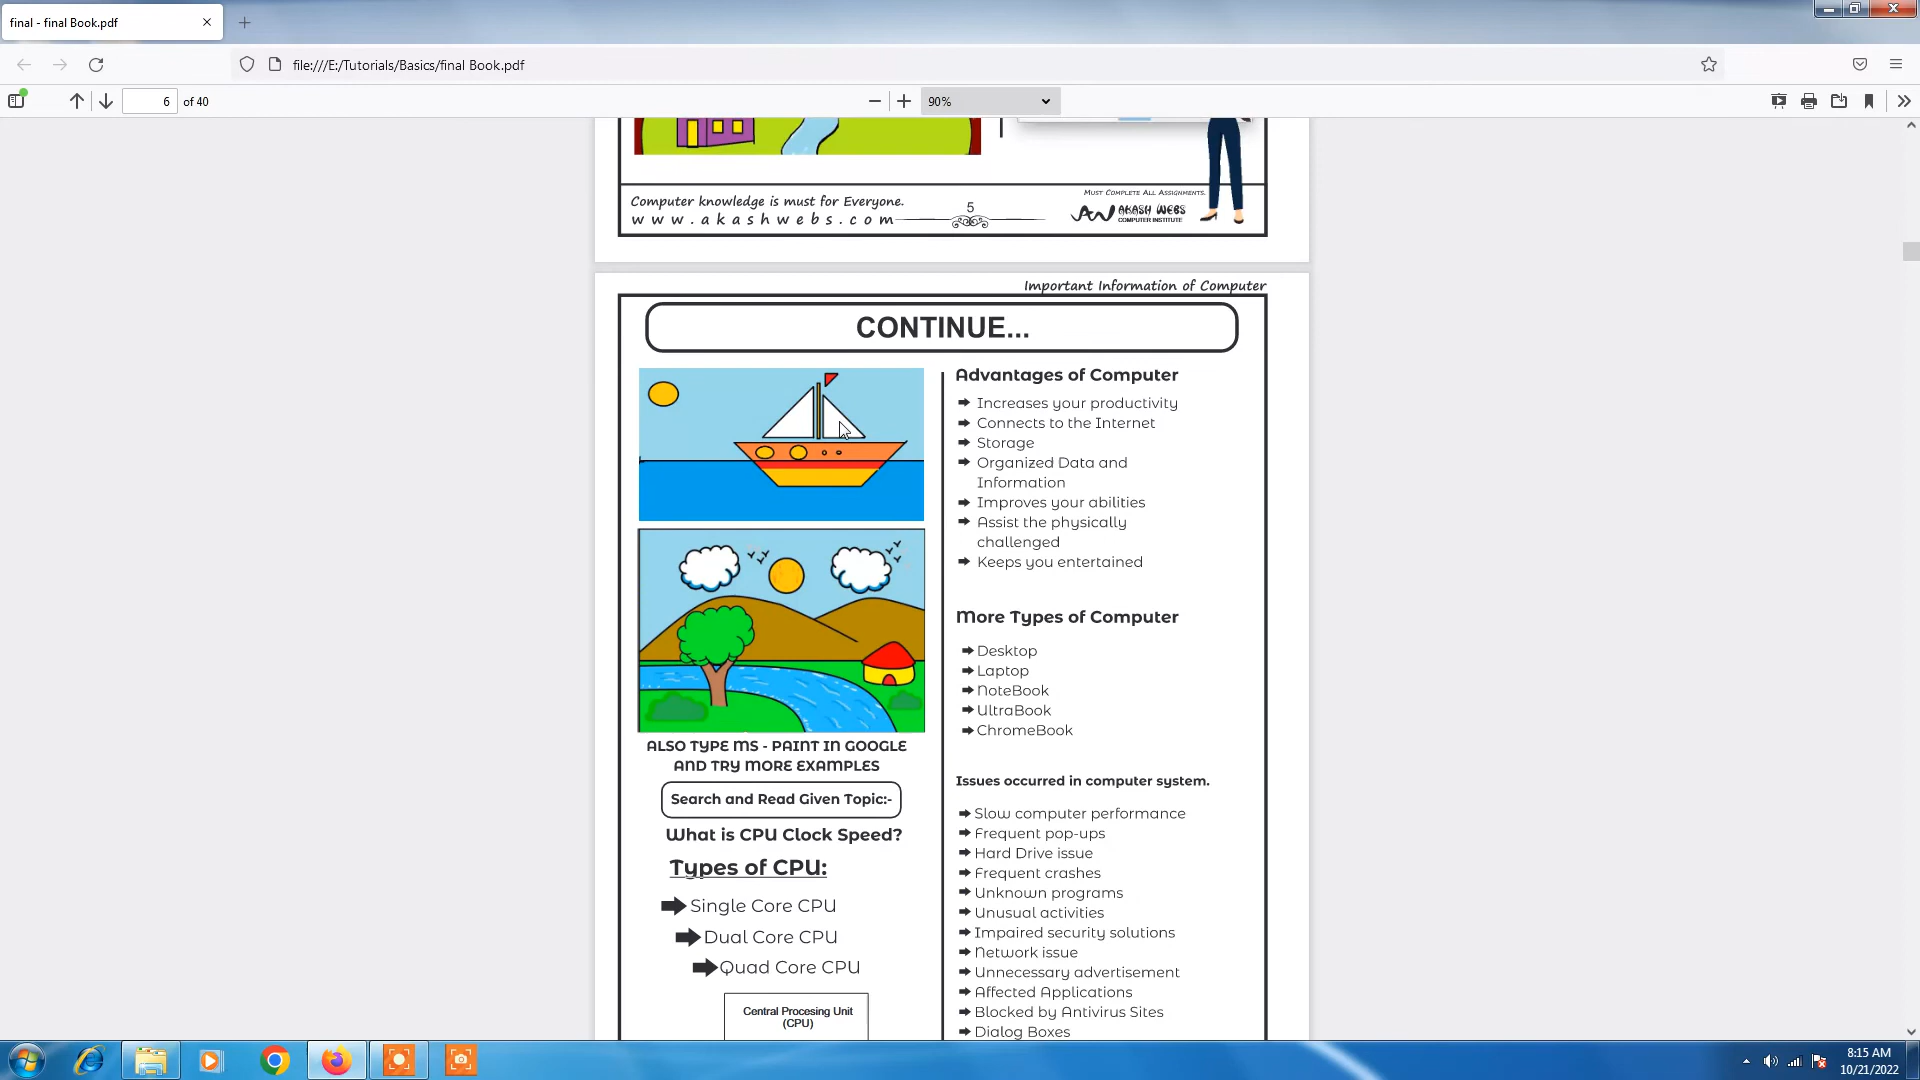 final - final Book.pdf
file:///E:/Tutorials/Basics/final Book.pdf
6 of 40
90%
MUST COMPLETE ALL ASSIGNMENTS.
Computer knowledge is must for Everyone.
www.akashwebs.com
5
AKASH WEBS
COMPUTER INSTITUTE
Important Information of Computer
CONTINUE...
ALSO TYPE MS - PAINT IN GOOGLE
AND TRY MORE EXAMPLES
Search and Read Given Topic:-
What is CPU Clock Speed?
Types of CPU:
Single Core CPU
Dual Core CPU
Quad Core CPU
Central Procesing Unit
(CPU)
Advantages of Computer
Increases your productivity
Connects to the Internet
Storage
Organized Data and
Information
Improves your abilities
Assist the physically
challenged
Keeps you entertained
More Types of Computer
Desktop
Laptop
NoteBook
UltraBook
ChromeBook
Issues occurred in computer system.
Slow computer performance
Frequent pop-ups
Hard Drive issue
Frequent crashes
Unknown programs
Unusual activities
Impaired security solutions
Network issue
Unnecessary advertisement
Affected Applications
Blocked by Antivirus Sites
Dialog Boxes
8:15 AM
10/21/2022